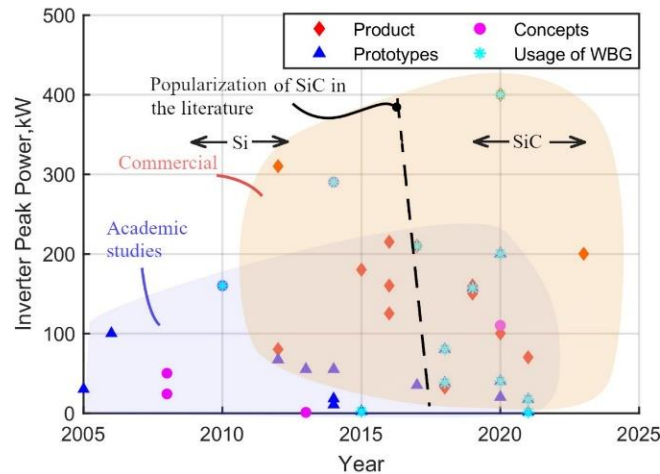 500
400
300
200
100
0
Inverter Peak Power,kW
Product
Concepts
Prototypes
Usage of WBG
Popularization of SiC in
the literature
Si
SiC
Commercial
Academic
studies
2005
2010
2015
2020
2025
Year